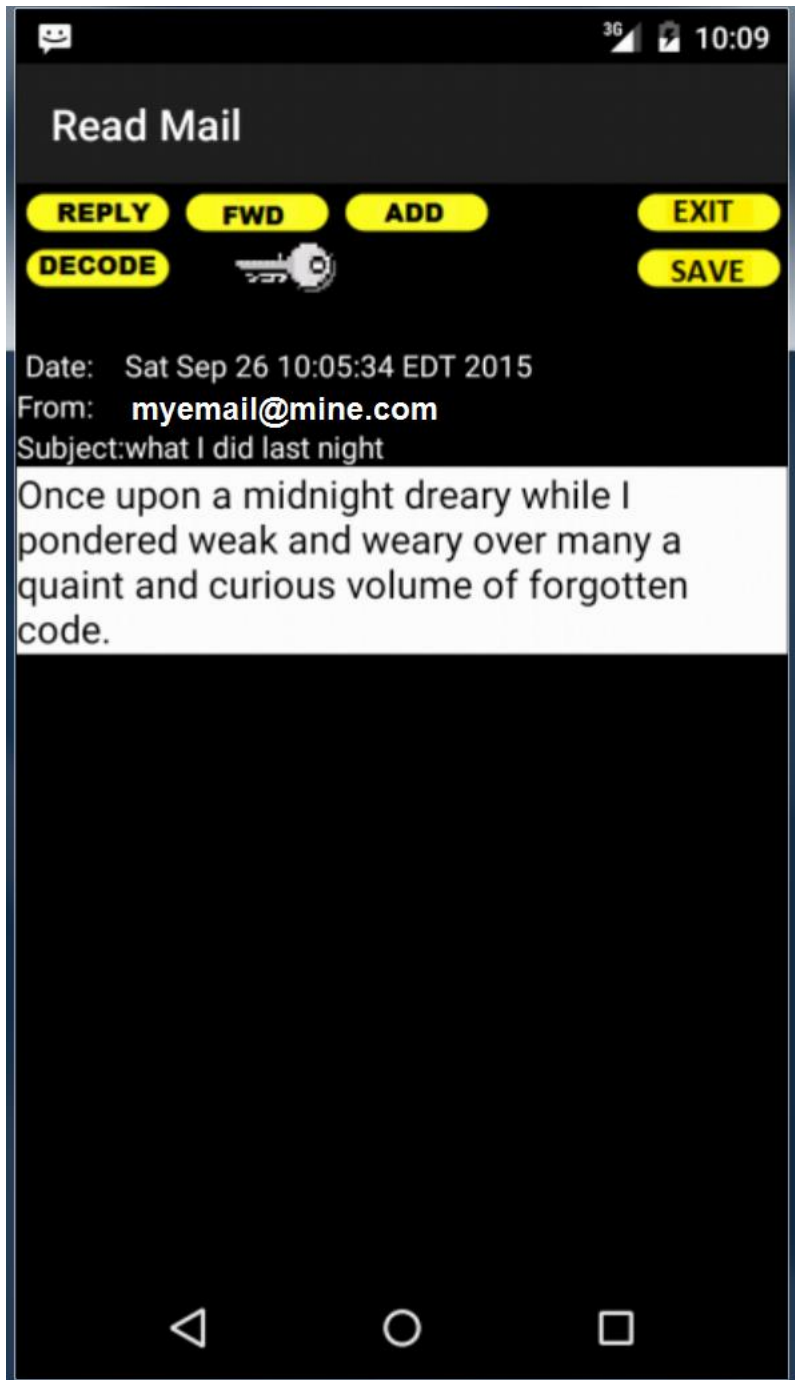 3G 10:09
Read Mail
REPLY FWD ADD EXIT
DECODE SAVE
Date: Sat Sep 26 10:05:34 EDT 2015
From: myemail@mine.com
Subject:what I did last night
Once upon a midnight dreary while I
pondered weak and weary over many a
quaint and curious volume of forgotten
code.